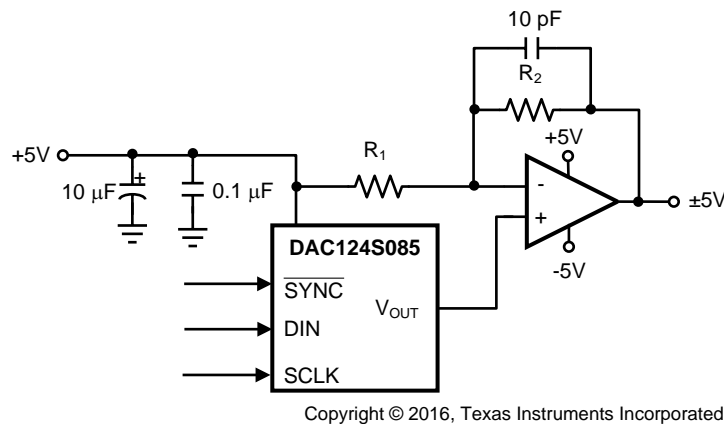 10 pF
R₂
+5V
R₁
+5V
10 μF
+
0.1 μF
-
+
±5V
-5V
DAC124S085
SYNC
VOUT
DIN
SCLK
Copyright © 2016, Texas Instruments Incorporated